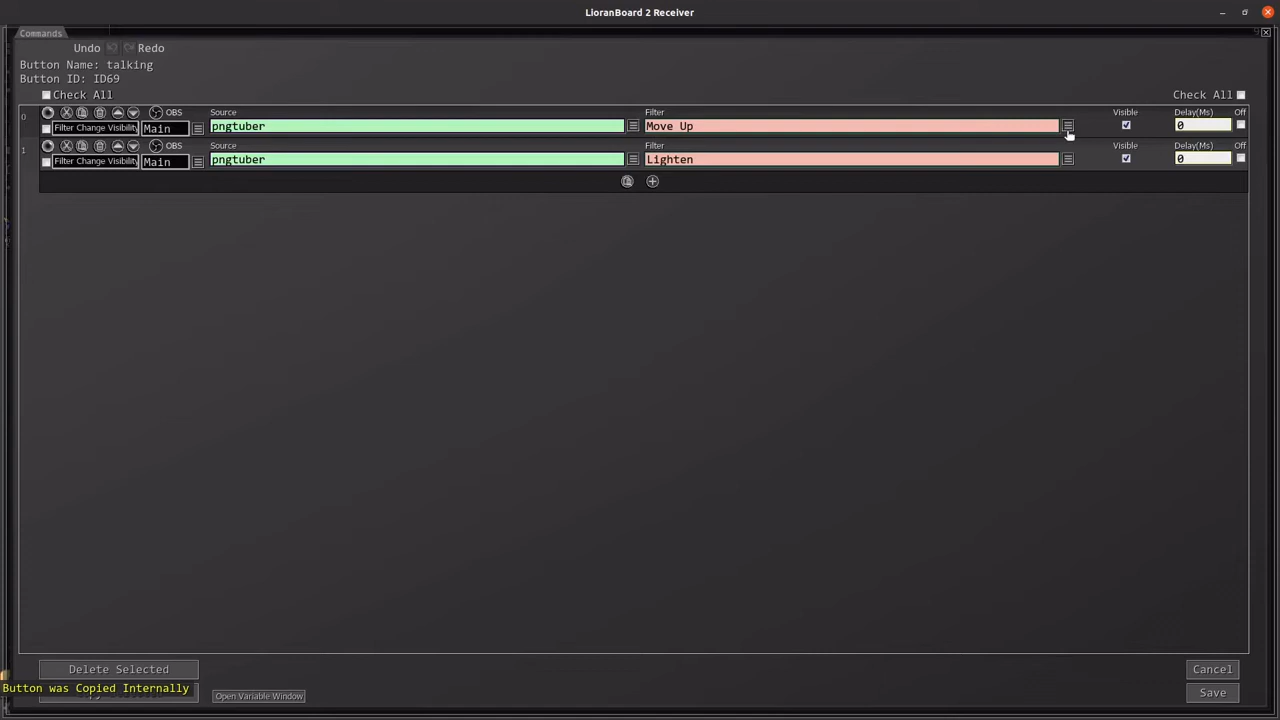 LioranBoard 2 Receiver
Commands
Undo Redo
Button Name: talking
Button ID: ID69
Check All Check All
0 OBS Source Filter Visible Delay(Ms) Off
Filter Change Visibility Main pngtuber Move Up 0
1 OBS Source Filter Visible Delay(Ms) Off
Filter Change Visibility Main pngtuber Lighten 0
Delete Selected Cancel
Button was Copied Internally
Open Variable Window Save